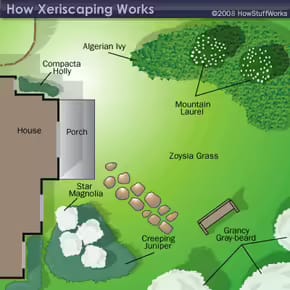 How Xeriscaping Works
©2008 HowStuffWorks
Algerian Ivy
Compacta
Holly
Mountain
Laurel
House
Porch
Zoysia Grass
Star
Magnolia
Creeping
Juniper
Grancy
Gray-beard